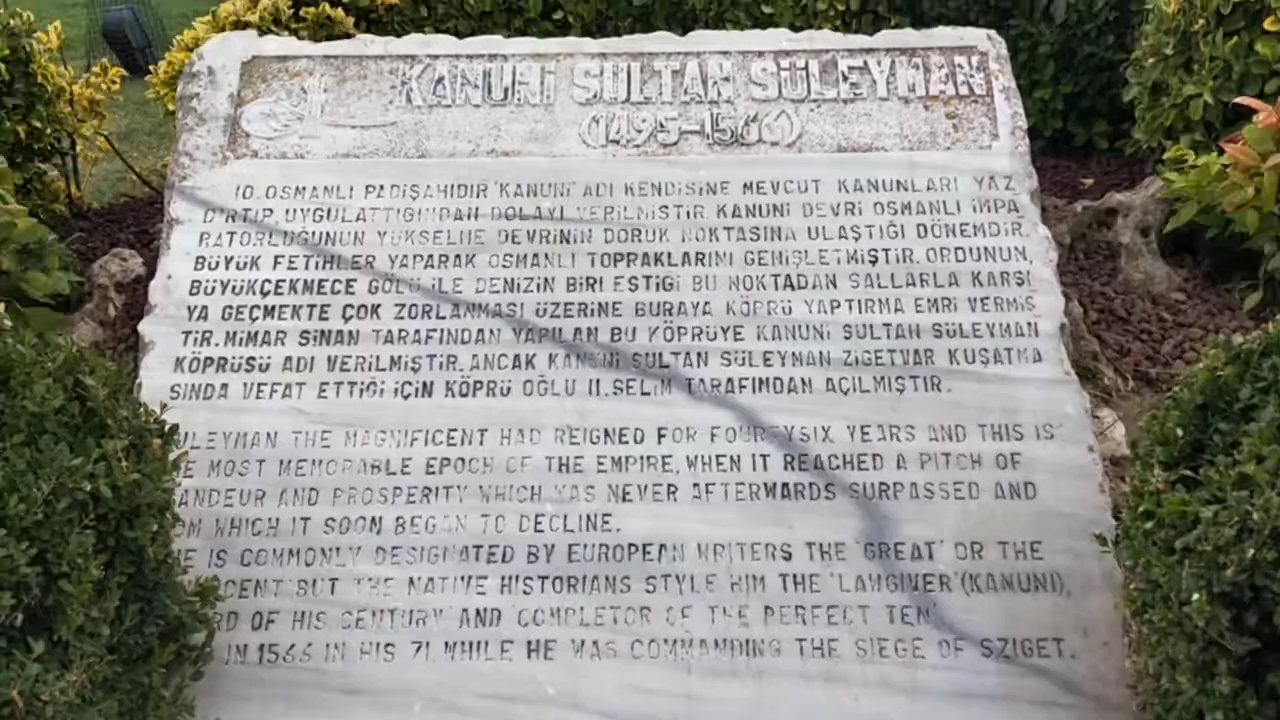 KANUNİ SULTAN SÜLEYMAN
(1495-1566)
10. OSMANLI PADİŞAHIDIR 'KANUNİ' ADI KENDİSİNE MEVCUT KANUNLARI YAZ
DIRTIP, UYGULATTIĞINDAN DOLAYI VERİLMİŞTİR. KANUNİ DEVRİ OSMANLI İMPA
RATORLUĞUNUN YÜKSELME DEVRİNİN DORUK NOKTASINA ULAŞTIĞI DÖNEMDİR.
BÜYÜK FETİHLER YAPARAK OSMANLI TOPRAKLARINI GENİŞLETMİŞTİR. ORDUNUN,
BÜYÜKÇEKMECE GÖLÜ İLE DENİZİN BİRLEŞTİĞİ BU NOKTADAN SALLARLA KARŞI
YA GEÇMEKTE ÇOK ZORLANMASI ÜZERİNE BURAYA KÖPRÜ YAPTIRMA EMRİ VERMİŞ
TİR. MİMAR SİNAN TARAFINDAN YAPILAN BU KÖPRÜYE KANUNİ SULTAN SÜLEYMAN
KÖPRÜSÜ ADI VERİLMİŞTİR. ANCAK KANUNİ SULTAN SÜLEYMAN ZİGETVAR KUŞATMA
SINDA VEFAT ETTİĞİ İÇİN KÖPRÜ OĞLU II. SELİM TARAFINDAN AÇILMIŞTIR.
ULEYMAN THE MAGNIFICENT HAD REIGNED FOR FOURTYSIX YEARS AND THIS IS
E MOST MEMORABLE EPOCH OF THE EMPIRE, WHEN IT REACHED A PITCH OF
ANDEUR AND PROSPERITY WHICH WAS NEVER AFTERWARDS SURPASSED AND
OM WHICH IT SOON BEGAN TO DECLINE.
E IS COMMONLY DESIGNATED BY EUROPEAN WRITERS THE 'GREAT' OR THE
CENT' BUT THE NATIVE HISTORIANS STYLE HIM THE 'LAWGIVER' (KANUNI),
RD OF HIS CENTURY' AND 'COMPLETOR OF THE PERFECT TEN'
IN 1566 IN HIS 71. WHILE HE WAS COMMANDING THE SIEGE OF SZIGET.